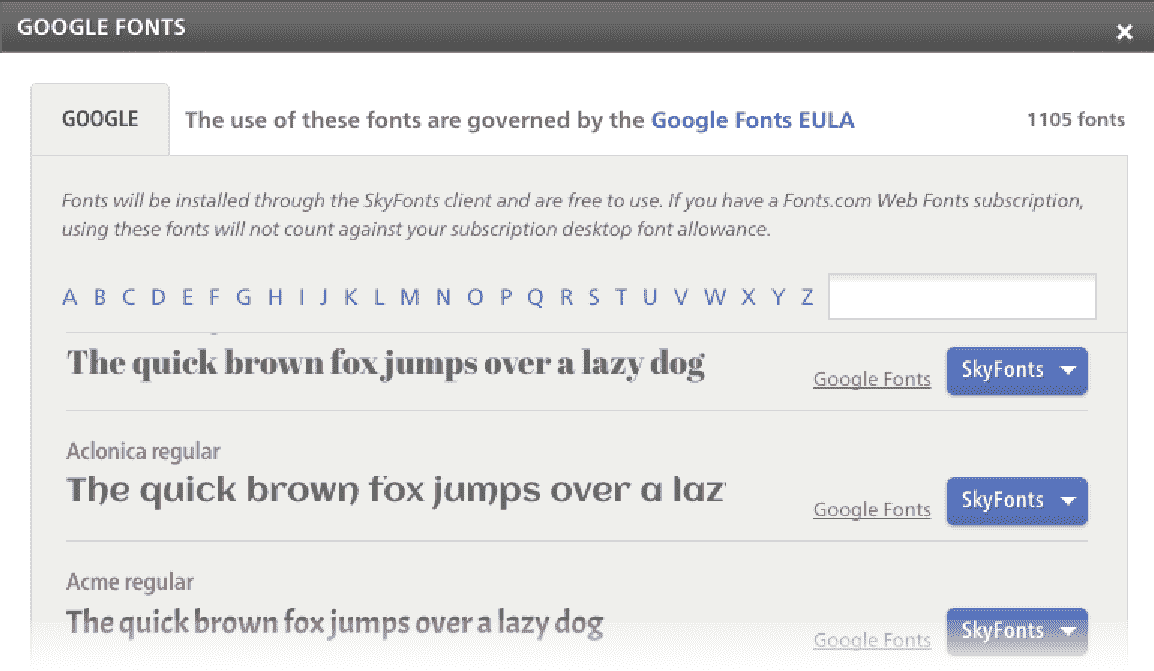 GOOGLE FONTS
GOOGLE
The use of these fonts are governed by the Google Fonts EULA
1105 fonts
Fonts will be installed through the SkyFonts client and are free to use. If you have a Fonts.com Web Fonts subscription,
using these fonts will not count against your subscription desktop font allowance.
A B C D E F G H I J K L M N O P Q R S T U V W X Y Z
The quick brown fox jumps over a lazy dog
Google Fonts
SkyFonts
Aclonica regular
The quick brown fox jumps over a laz
Google Fonts
SkyFonts
Acme regular
The quick brown fox jumps over a lazy dog
Google Fonts
SkyFonts